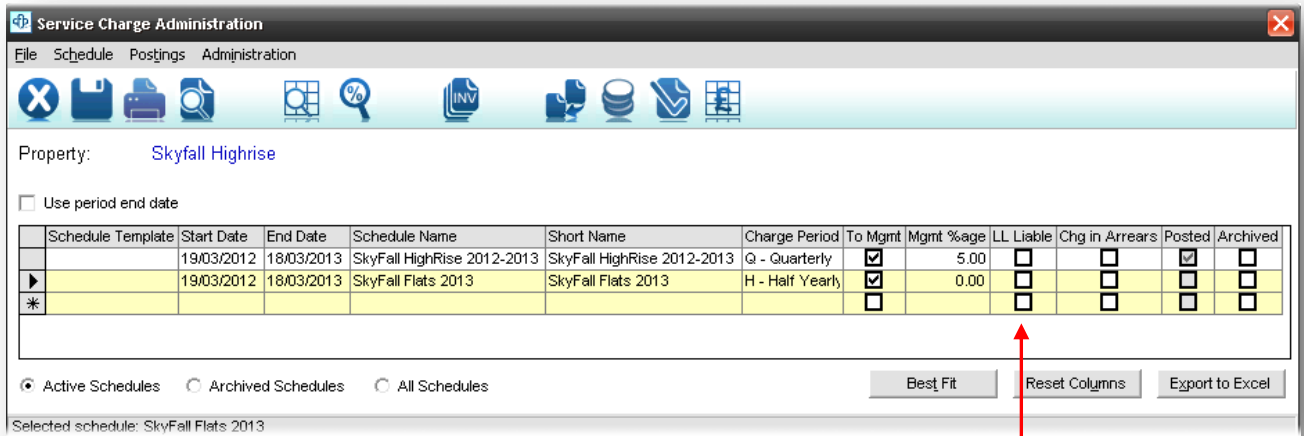 Service Charge Administration
File Schedule Postings Administration
INV £
Property: Skyfall Highrise
Use period end date
Schedule Template Start Date End Date Schedule Name Short Name Charge Period To Mgmt Mgmt %age LL Liable Chg in Arrears Posted Archived
19/03/2012 18/03/2013 SkyFall HighRise 2012-2013 SkyFall HighRise 2012-2013 Q - Quarterly 5.00
19/03/2012 18/03/2013 SkyFall Flats 2013 SkyFall Flats 2013 H - Half Yearly 0.00
Active Schedules Archived Schedules All Schedules Best Fit Reset Columns Export to Excel
Selected schedule: SkyFall Flats 2013